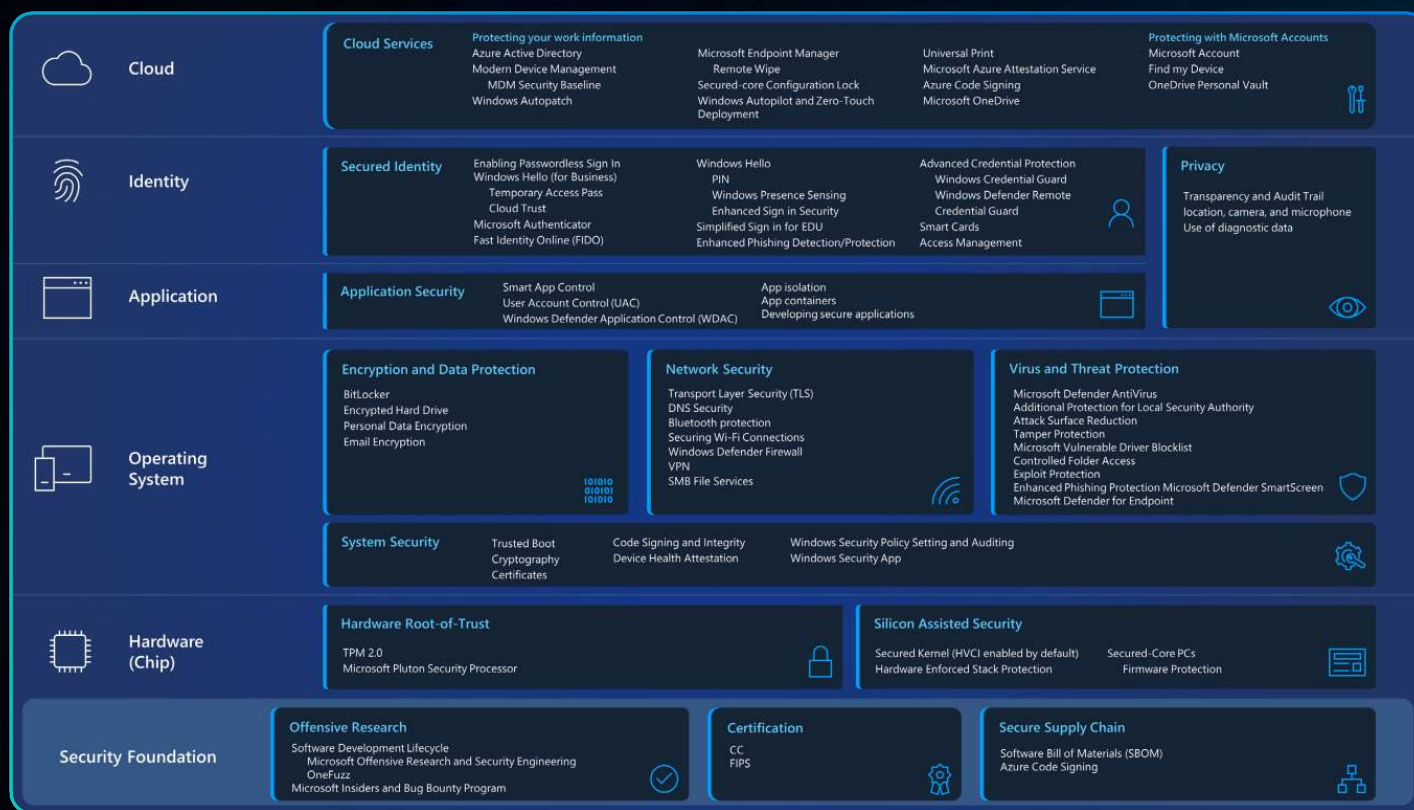 Cloud
Cloud Services
Protecting your work information
Azure Active Directory
Modern Device Management
MDM Security Baseline
Windows Autopatch
Microsoft Endpoint Manager
Remote Wipe
Secured-core Configuration Lock
Windows Autopilot and Zero-Touch
Deployment
Universal Print
Microsoft Azure Attestation Service
Azure Code Signing
Microsoft OneDrive
Protecting with Microsoft Accounts
Microsoft Account
Find my Device
OneDrive Personal Vault
Identity
Secured Identity
Enabling Passwordless Sign In
Windows Hello (for Business)
Temporary Access Pass
Cloud Trust
Microsoft Authenticator
Fast Identity Online (FIDO)
Windows Hello
PIN
Windows Presence Sensing
Enhanced Sign in Security
Simplified Sign in for EDU
Enhanced Phishing Detection/Protection
Advanced Credential Protection
Windows Credential Guard
Windows Defender Remote
Credential Guard
Smart Cards
Access Management
Privacy
Transparency and Audit Trail
location, camera, and microphone
Use of diagnostic data
Application
Application Security
Smart App Control
User Account Control (UAC)
Windows Defender Application Control (WDAC)
App isolation
App containers
Developing secure applications
Operating
System
Encryption and Data Protection
BitLocker
Encrypted Hard Drive
Personal Data Encryption
Email Encryption
101010
010101
101010
Network Security
Transport Layer Security (TLS)
DNS Security
Bluetooth protection
Securing Wi-Fi Connections
Windows Defender Firewall
VPN
SMB File Services
Virus and Threat Protection
Microsoft Defender AntiVirus
Additional Protection for Local Security Authority
Attack Surface Reduction
Tamper Protection
Microsoft Vulnerable Driver Blocklist
Controlled Folder Access
Exploit Protection
Enhanced Phishing Protection Microsoft Defender SmartScreen
Microsoft Defender for Endpoint
System Security
Trusted Boot
Cryptography
Certificates
Code Signing and Integrity
Device Health Attestation
Windows Security Policy Setting and Auditing
Windows Security App
Hardware
(Chip)
Hardware Root-of-Trust
TPM 2.0
Microsoft Pluton Security Processor
Silicon Assisted Security
Secured Kernel (HVCI enabled by default)
Hardware Enforced Stack Protection
Secured-Core PCs
Firmware Protection
Security Foundation
Offensive Research
Software Development Lifecycle
Microsoft Offensive Research and Security Engineering
OneFuzz
Microsoft Insiders and Bug Bounty Program
Certification
CC
FIPS
Secure Supply Chain
Software Bill of Materials (SBOM)
Azure Code Signing